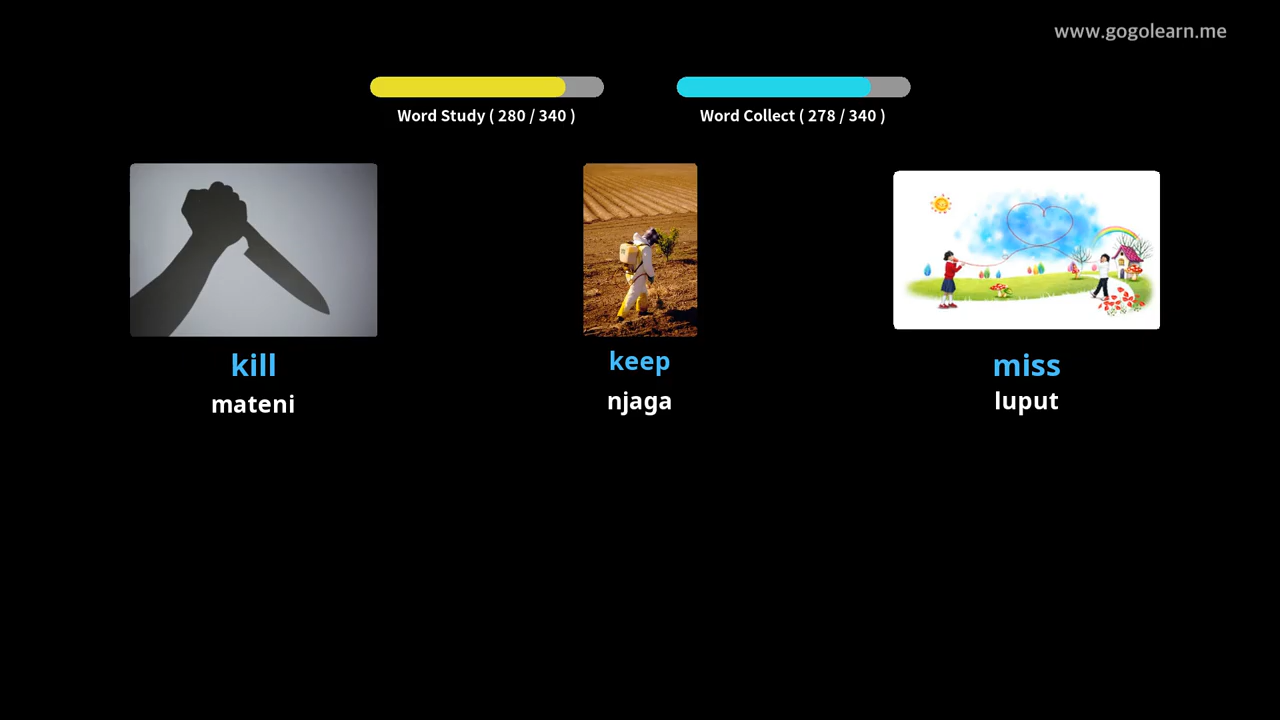 www.gogolearn.me
Word Study ( 280 / 340 )
Word Collect ( 278 / 340 )
kill
mateni
keep
njaga
miss
luput